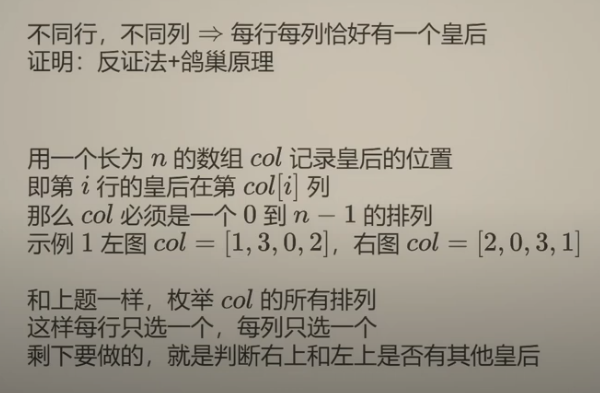 不同行，不同列 ⇒ 每行每列恰好有一个皇后
证明：反证法+鸽巢原理
用一个长为 n 的数组 col 记录皇后的位置
即第 i 行的皇后在第 col[i] 列
那么 col 必须是一个 0 到 n − 1 的排列
示例 1 左图 col = [1, 3, 0, 2]，右图 col = [2, 0, 3, 1]
和上题一样，枚举 col 的所有排列
这样每行只选一个，每列只选一个
剩下要做的，就是判断右上和左上是否有其他皇后